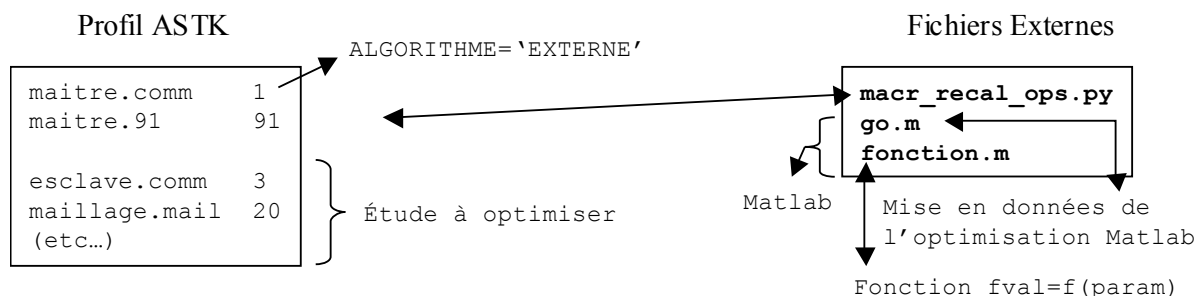 Profil ASTK
ALGORITHME=‘EXTERNE’
maitre.comm 1
maitre.91 91
esclave.comm 3
maillage.mail 20
(etc…)
Étude à optimiser
Fichiers Externes
macr_recal_ops.py
go.m
fonction.m
Matlab
Mise en données de
l’optimisation Matlab
Fonction fval=f(param)